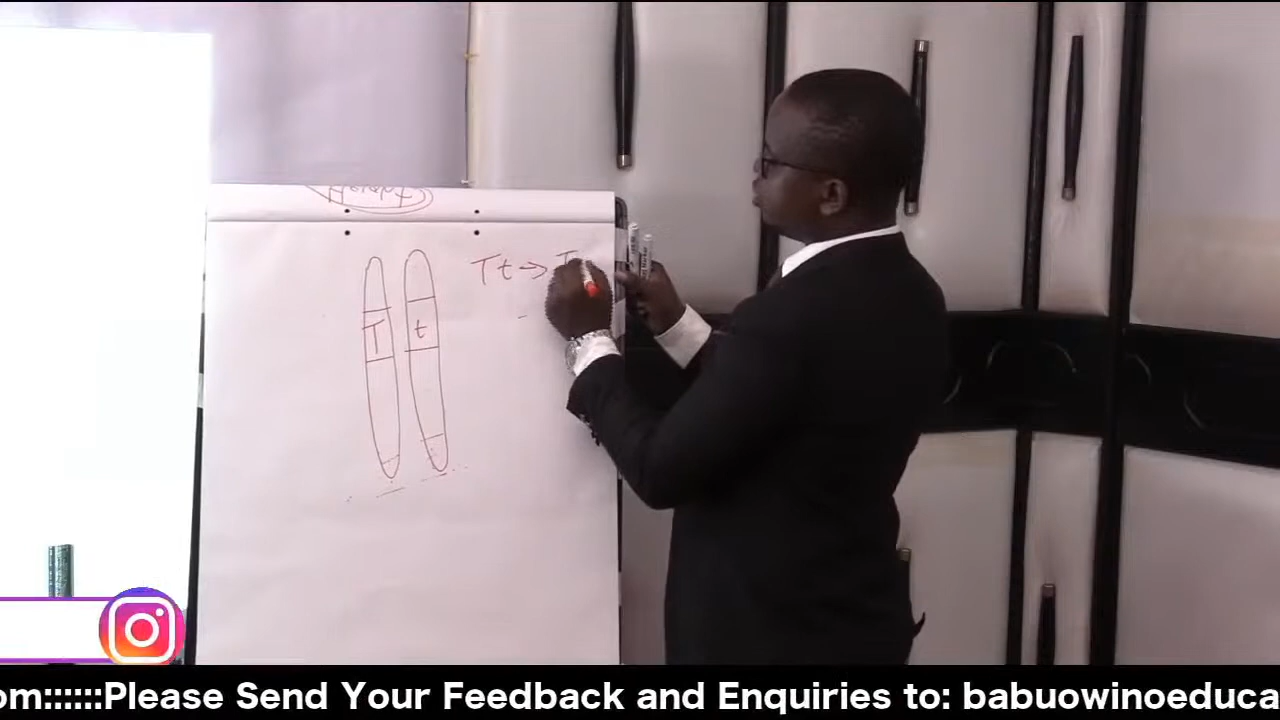 Tt → T
T t
om::::::Please Send Your Feedback and Enquiries to: babuowinoeduca